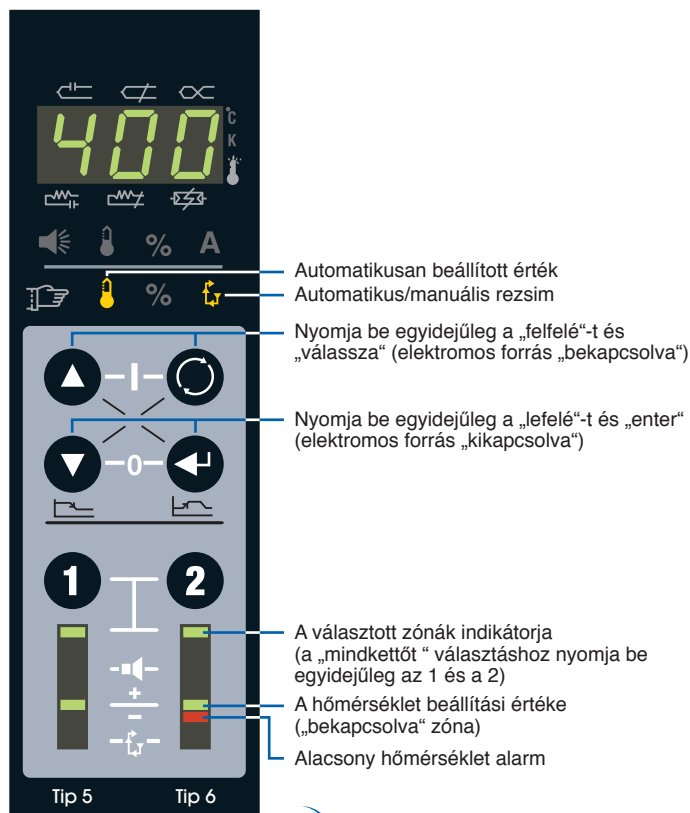 400
°C
K
% A
Automatikusan beállított érték
%
Automatikus/manuális rezsim
Nyomja be egyidejűleg a „felfelé“-t és
„válassza“ (elektromos forrás „bekapcsolva“)
I
Nyomja be egyidejűleg a „lefelé“-t és „enter“
(elektromos forrás „kikapcsolva“)
0
1 2
A választott zónák indikátorja
(a „mindkettőt “ választáshoz nyomja be
egyidejűleg az 1 és a 2)
+
A hőmérséklet beállítási értéke
(„bekapcsolva“ zóna)
−
Alacsony hőmérséklet alarm
Tip 5 Tip 6